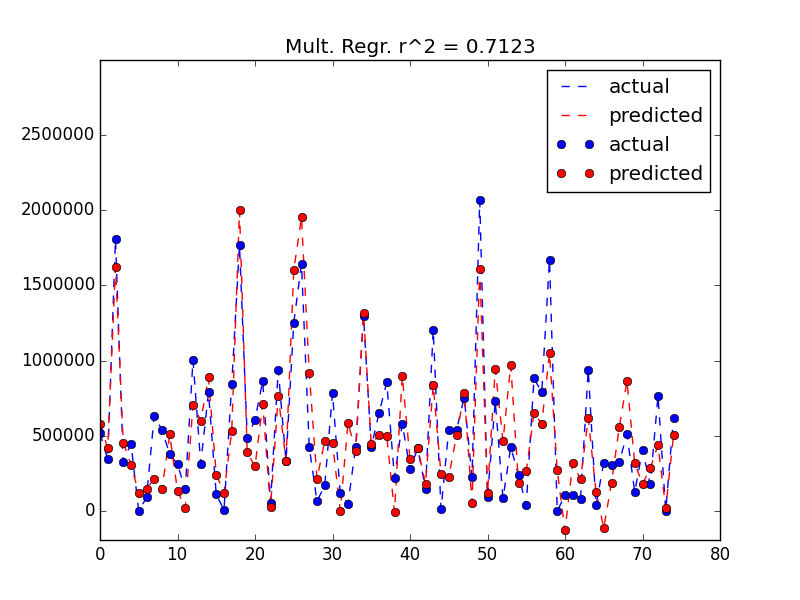 Mult. Regr. r^2 = 0.7123
actual
predicted
actual
predicted
2500000
2000000
1500000
1000000
500000
0
0 10 20 30 40 50 60 70 80